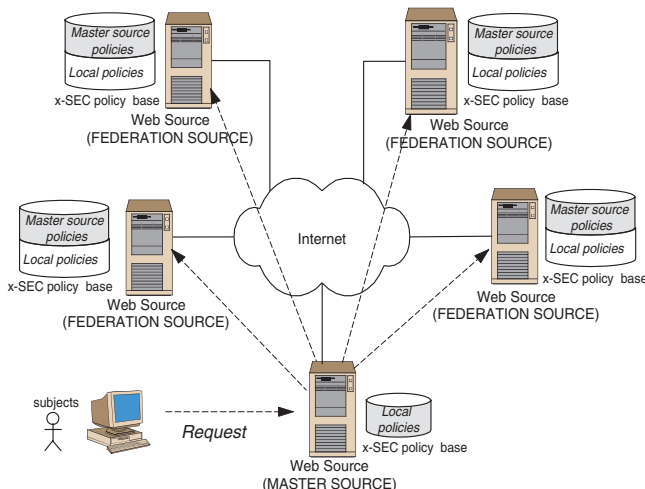 Master source
policies
Local policies
x-SEC policy base
Web Source
(FEDERATION SOURCE)
Master source
policies
Local policies
x-SEC policy base
Web Source
(FEDERATION SOURCE)
Master source
policies
Local policies
x-SEC policy base
Web Source
(FEDERATION SOURCE)
Internet
Master source
policies
Local policies
x-SEC policy base
Web Source
(FEDERATION SOURCE)
subjects
Request
Local
policies
x-SEC policy base
Web Source
(MASTER SOURCE)